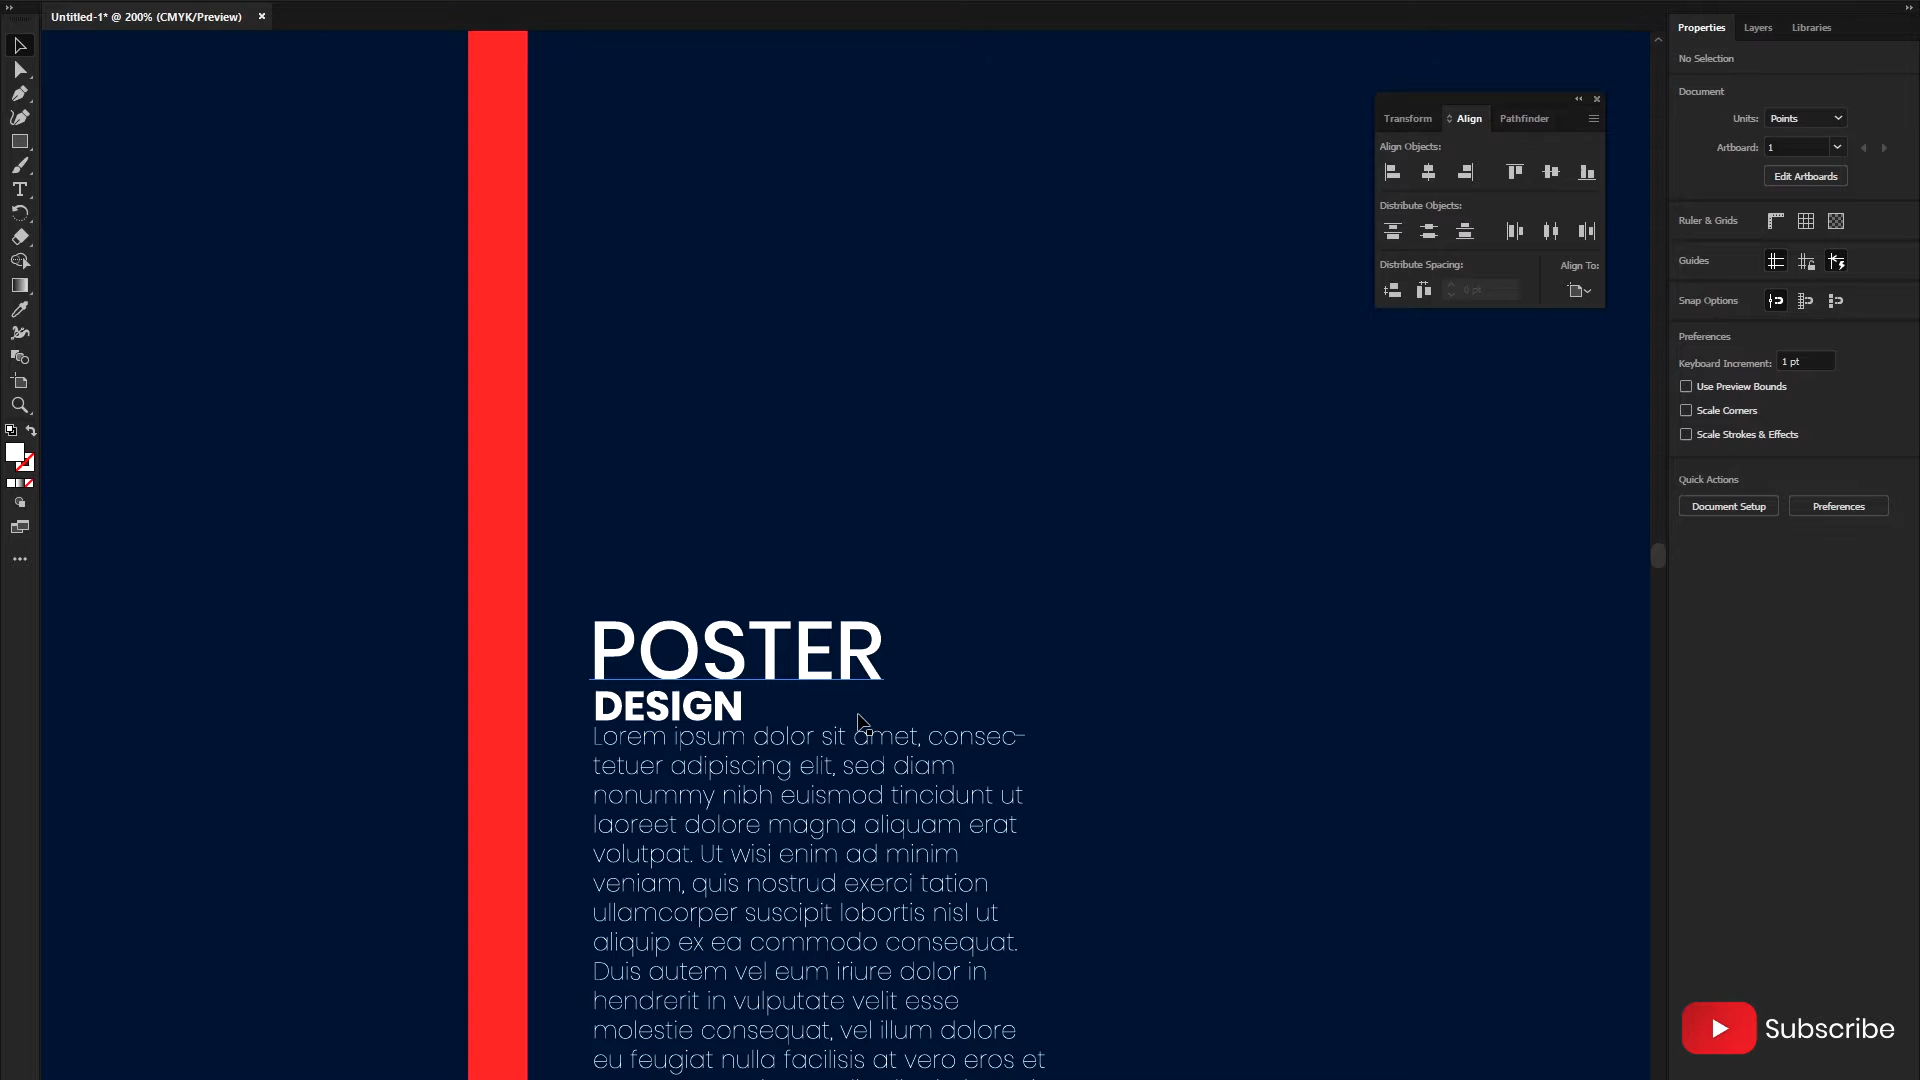 Untitled-1* @ 200% (CMYK/Preview)
Properties
Layers
Libraries
No Selection
Document
Units:
Points
Artboard:
1
Edit Artboards
Ruler & Grids
Guides
Snap Options
Preferences
Keyboard Increment:
1 pt
Use Preview Bounds
Scale Corners
Scale Strokes & Effects
Quick Actions
Document Setup
Preferences
Transform
Align
Pathfinder
Align Objects:
Distribute Objects:
Distribute Spacing:
Align To:
0 pt
POSTER
DESIGN
Lorem ipsum dolor sit amet, consec-
tetuer adipiscing elit, sed diam
nonummy nibh euismod tincidunt ut
laoreet dolore magna aliquam erat
volutpat. Ut wisi enim ad minim
veniam, quis nostrud exerci tation
ullamcorper suscipit lobortis nisl ut
aliquip ex ea commodo consequat.
Duis autem vel eum iriure dolor in
hendrerit in vulputate velit esse
molestie consequat, vel illum dolore
eu feugiat nulla facilisis at vero eros et
Subscribe